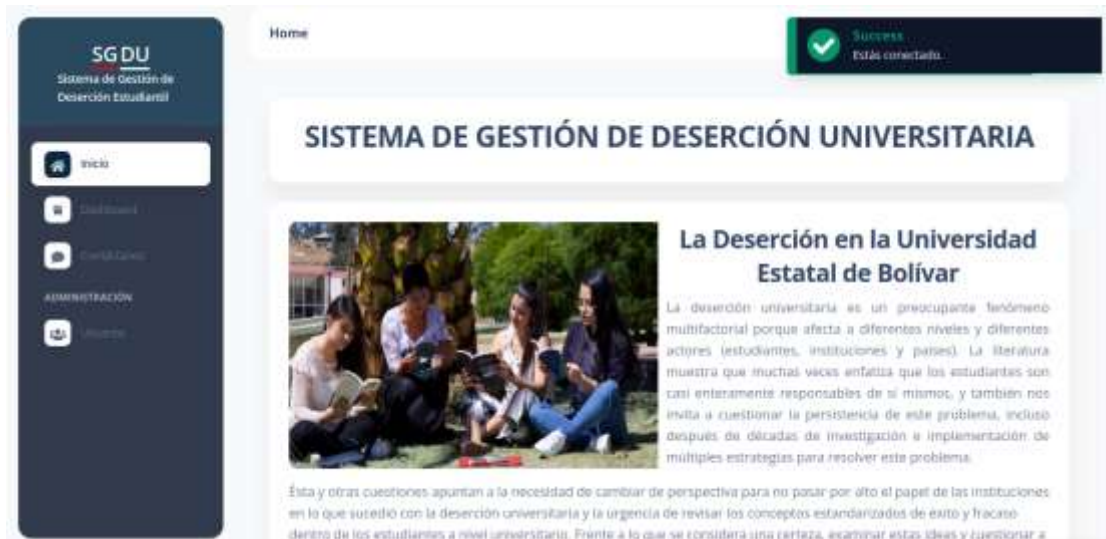 SGDU
Sistema de Gestión de
Deserción Estudiantil
Inicio
Dashboard
ADMINISTRACIÓN
Usuarios
Home
Success
Estás conectado.
SISTEMA DE GESTIÓN DE DESERCIÓN UNIVERSITARIA
La Deserción en la Universidad
Estatal de Bolívar
La deserción universitaria es un preocupante fenómeno
multifactorial porque afecta a diferentes niveles y diferentes
actores (estudiantes, instituciones y países). La literatura
muestra que muchas veces enfatiza que los estudiantes son
casi enteramente responsables de sí mismos, y también nos
invita a cuestionar la persistencia de este problema, incluso
después de décadas de investigación e implementación de
múltiples estrategias para resolver este problema.
Esta y otras cuestiones apuntan a la necesidad de cambiar de perspectiva para no pasar por alto el papel de las instituciones
en lo que sucedió con la deserción universitaria y la urgencia de revisar los conceptos estandarizados de éxito y fracaso
dentro de los estudiantes a nivel universitario. Frente a lo que se considera una certeza, examinar estas ideas y cuestionar a